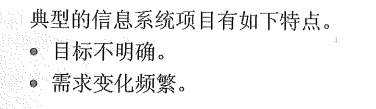 典型的信息系统项目有如下特点。
● 目标不明确。
● 需求变化频繁。